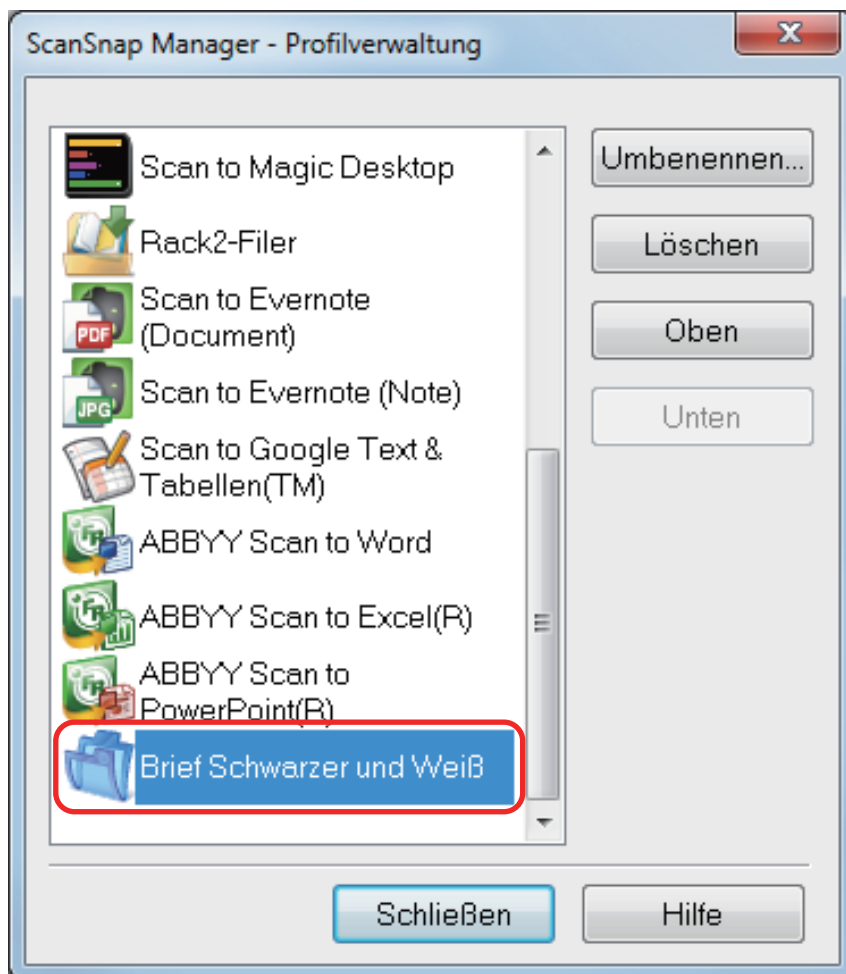 ScanSnap Manager - Profilverwaltung
Scan to Magic Desktop
Rack2-Filer
Scan to Evernote
(Document)
PDF
Scan to Evernote (Note)
JPG
Scan to Google Text &
Tabellen(TM)
ABBYY Scan to Word
ABBYY Scan to Excel(R)
ABBYY Scan to
PowerPoint(R)
Brief Schwarzer und Weiß
Umbenennen...
Löschen
Oben
Unten
Schließen
Hilfe